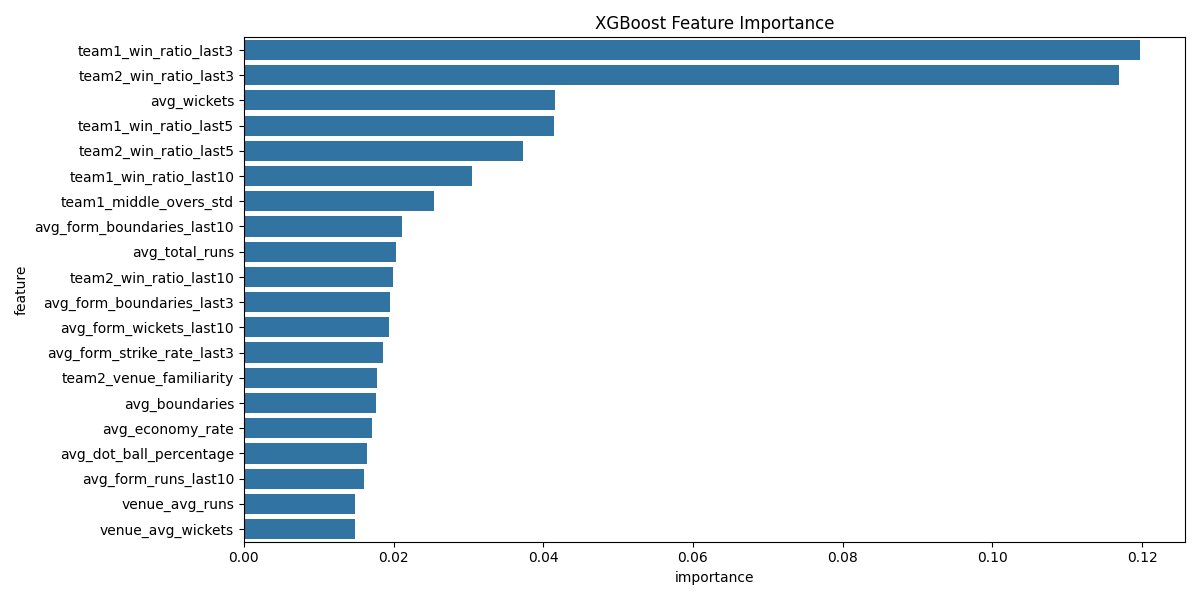 XGBoost Feature Importance
team1_win_ratio_last3
team2_win_ratio_last3
avg_wickets
team1_win_ratio_last5
team2_win_ratio_last5
team1_win_ratio_last10
team1_middle_overs_std
avg_form_boundaries_last10
avg_total_runs
team2_win_ratio_last10
avg_form_boundaries_last3
avg_form_wickets_last10
avg_form_strike_rate_last3
team2_venue_familiarity
avg_boundaries
avg_economy_rate
avg_dot_ball_percentage
avg_form_runs_last10
venue_avg_runs
venue_avg_wickets
feature
0.00 0.02 0.04 0.06 0.08 0.10 0.12
importance